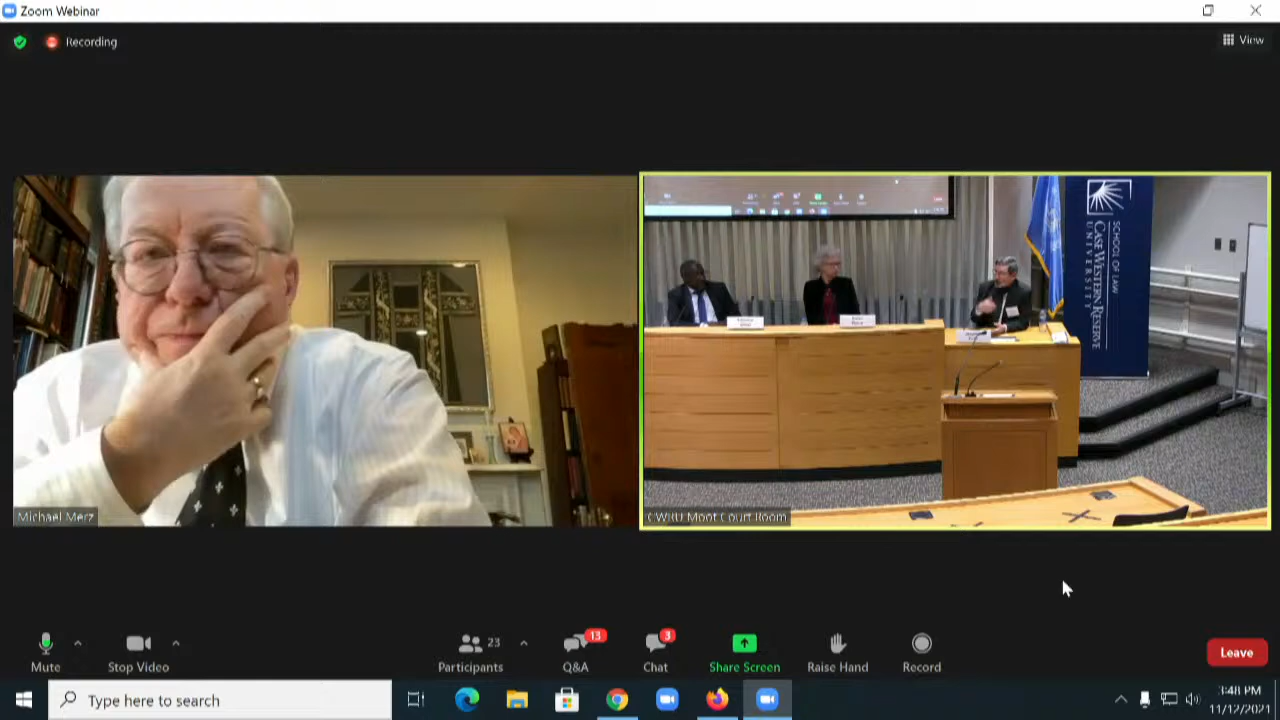 Zoom Webinar
Recording
View
SCHOOL OF LAW
CASE WESTERN RESERVE
UNIVERSITY
Michael Merz
CWRU Moot Court Room
23
13
3
Mute
Stop Video
Participants
Q&A
Chat
Share Screen
Raise Hand
Record
Leave
Type here to search
3:48 PM
11/12/2021